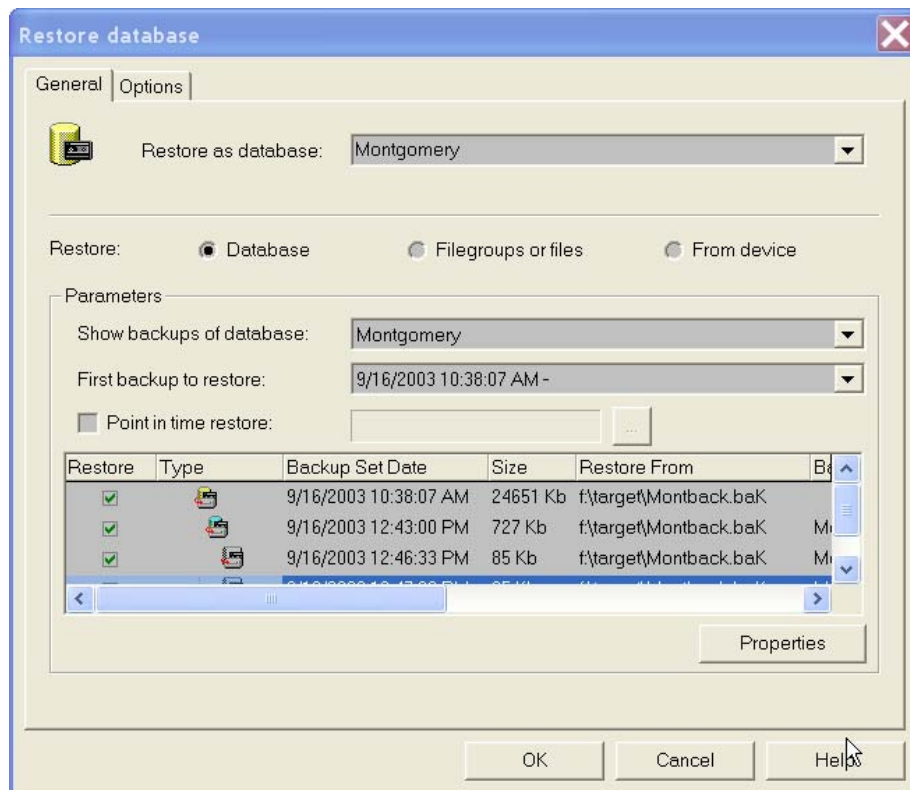 Restore database
General Options
Restore as database: Montgomery
Restore: Database Filegroups or files From device
Parameters
Show backups of database: Montgomery
First backup to restore: 9/16/2003 10:38:07 AM -
Point in time restore: ...
Restore Type Backup Set Date Size Restore From
9/16/2003 10:38:07 AM 24651 Kb f:\target\Montback.baK
9/16/2003 12:43:00 PM 727 Kb f:\target\Montback.baK
9/16/2003 12:46:33 PM 85 Kb f:\target\Montback.baK
Properties
OK Cancel Help